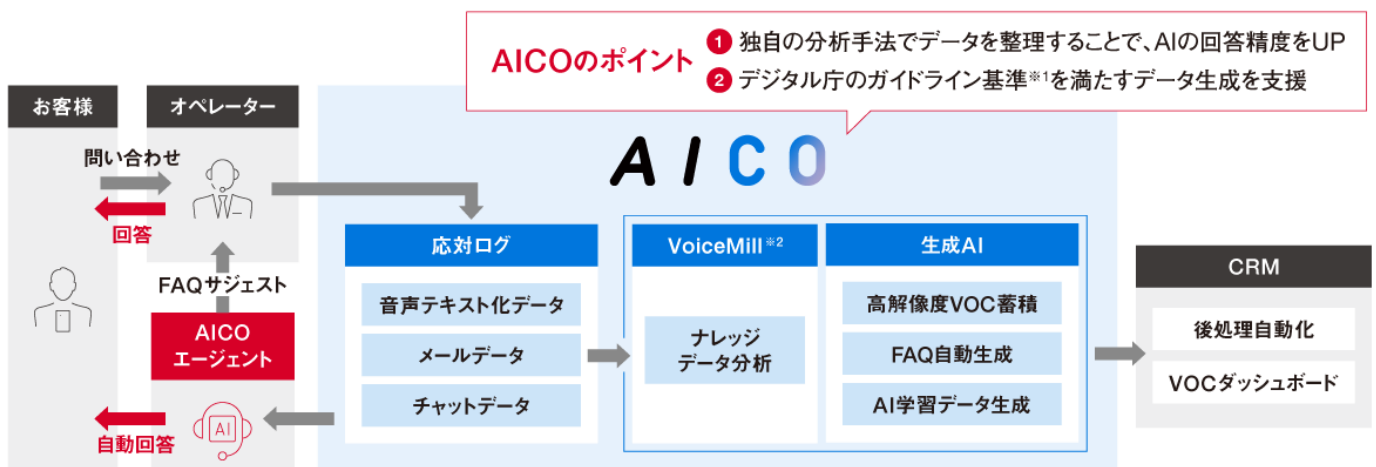 AICOのポイント
❶ 独自の分析手法でデータを整理することで、AIの回答精度をUP
❷ デジタル庁のガイドライン基準※1を満たすデータ生成を支援
お客様
オペレーター
問い合わせ
回答
FAQサジェスト
AICO
エージェント
AI
自動回答
AICO
応対ログ
音声テキスト化データ
メールデータ
チャットデータ
VoiceMill※2
ナレッジ
データ分析
生成AI
高解像度VOC蓄積
FAQ自動生成
AI学習データ生成
CRM
後処理自動化
VOCダッシュボード